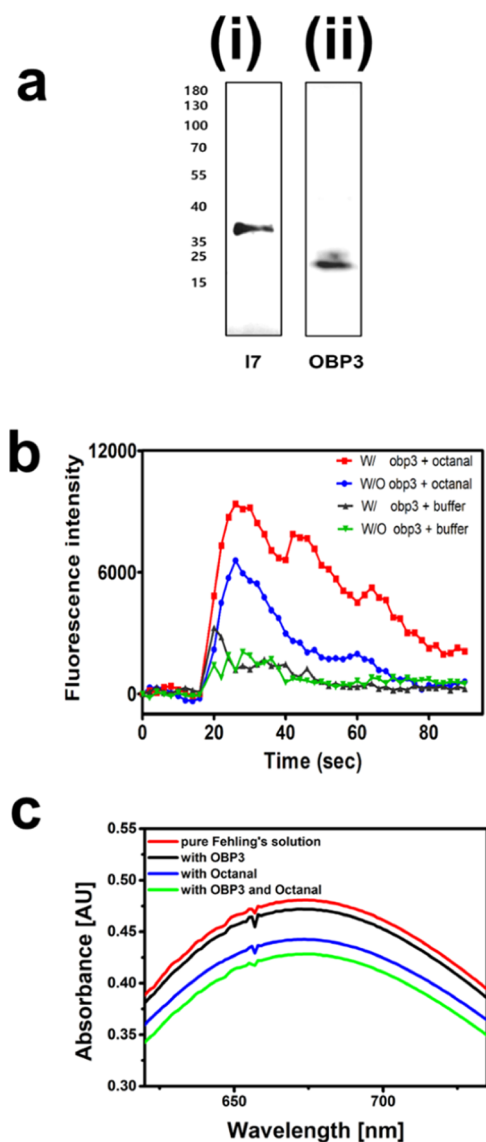 (i) (ii)
a
180
130
100
70
55
40
35
25
15
I7 OBP3
b
12000
6000
0
Fluorescence intensity
W/ obp3 + octanal
W/O obp3 + octanal
W/ obp3 + buffer
W/O obp3 + buffer
0 20 40 60 80
Time (sec)
c
0.55
0.50
0.45
0.40
0.35
0.30
Absorbance [AU]
pure Fehling's solution
with OBP3
with Octanal
with OBP3 and Octanal
650 700
Wavelength [nm]